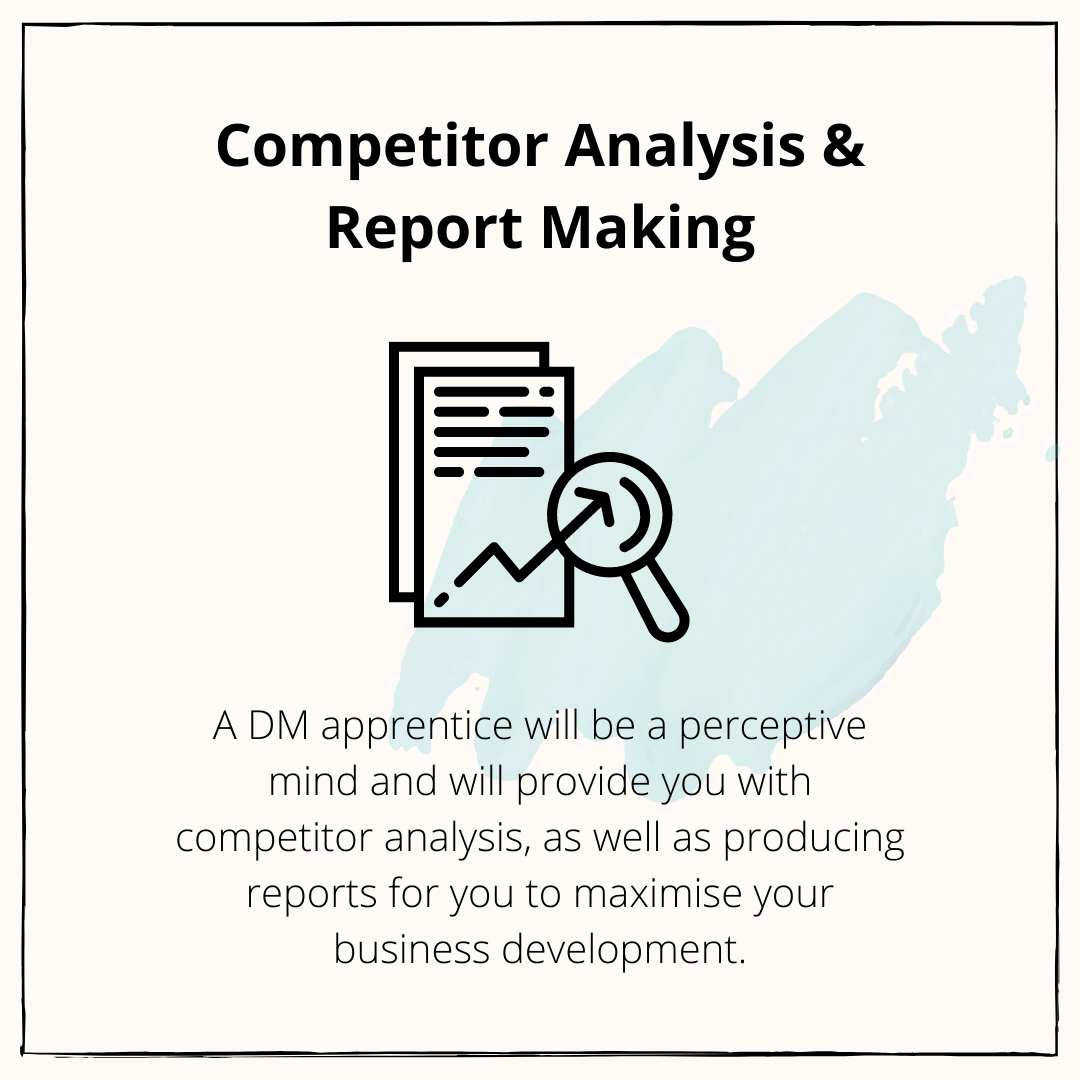 Competitor Analysis &
Report Making
A DM apprentice will be a perceptive
mind and will provide you with
competitor analysis, as well as producing
reports for you to maximise your
business development.